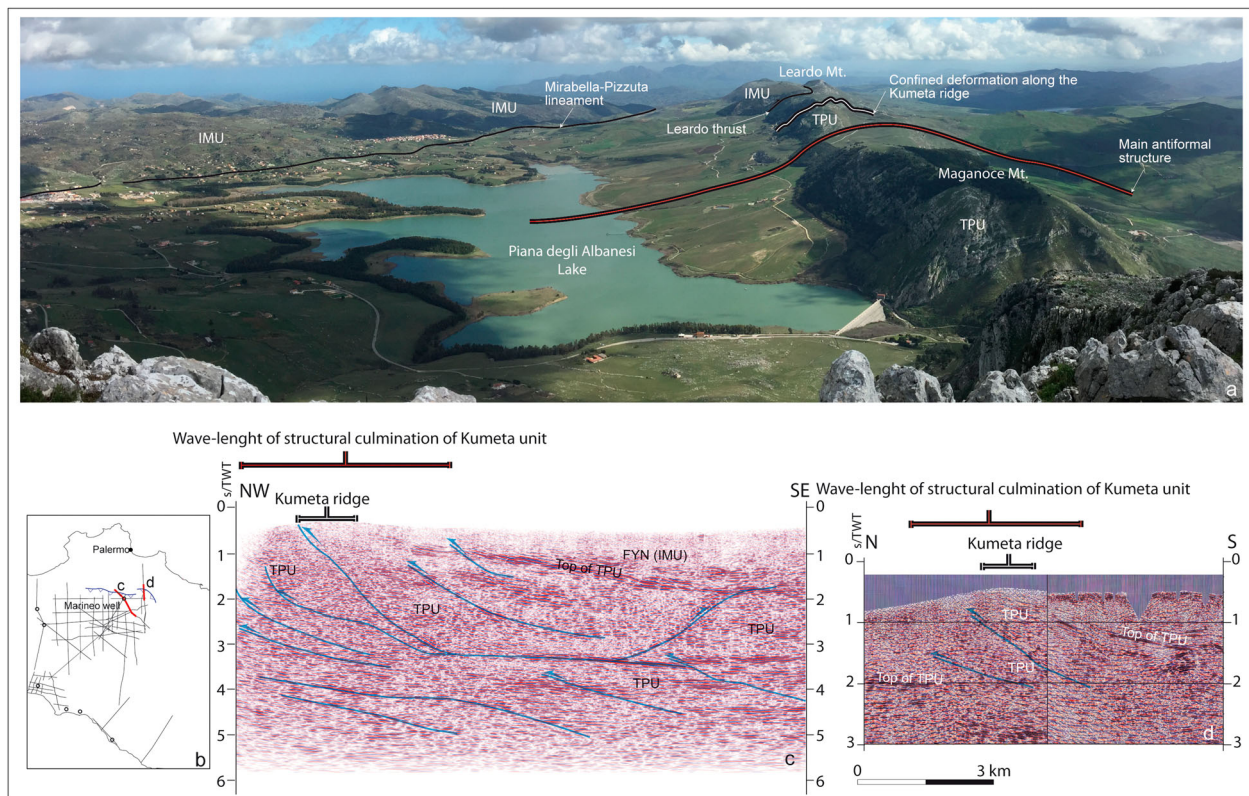 Leardo Mt.
Mirabella-Pizzuta
lineament
IMU
IMU
Confined deformation along the
Kumeta ridge
IMU
TPU
Leardo thrust
Main antiformal
structure
Maganoce Mt.
TPU
Piana degli Albanesi
Lake
a
Wave-lenght of structural culmination of Kumeta unit
s/TWT
NW
SE
Kumeta ridge
0
1
2
3
4
5
6
0
1
2
3
4
5
6
FYN (IMU)
Top of TPU
TPU
TPU
TPU
TPU
c
Palermo
c
d
Marineo well
b
Wave-lenght of structural culmination of Kumeta unit
s/TWT
N
S
Kumeta ridge
0
1
2
3
0
1
2
3
TPU
Top of TPU
TPU
Top of TPU
d
0
3 km